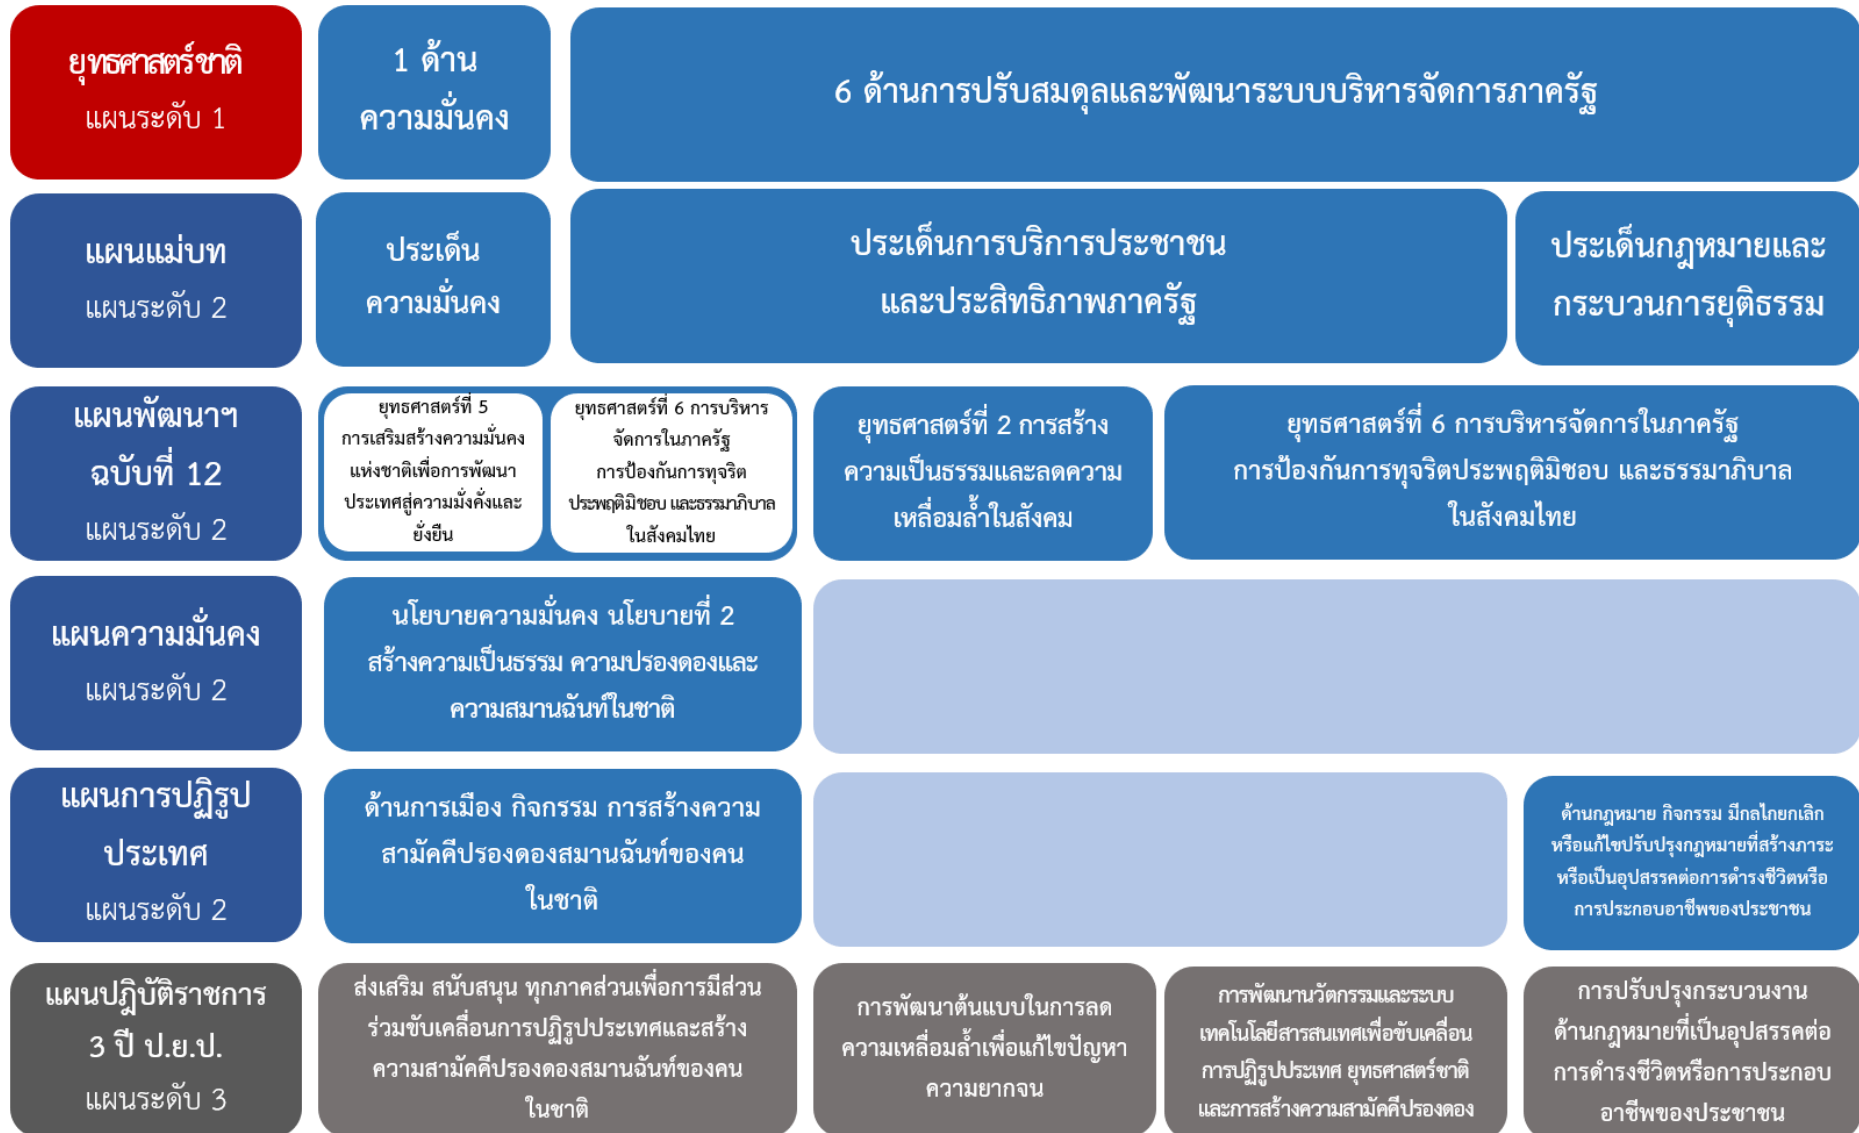 ยุทธศาสตร์ชาติ
แผนระดับ 1
1 ด้าน
ความมั่นคง
6 ด้านการปรับสมดุลและพัฒนาระบบบริหารจัดการภาครัฐ
แผนแม่บท
แผนระดับ 2
ประเด็น
ความมั่นคง
ประเด็นการบริการประชาชน
และประสิทธิภาพภาครัฐ
ประเด็นกฎหมายและ
กระบวนการยุติธรรม
แผนพัฒนาฯ
ฉบับที่ 12
แผนระดับ 2
ยุทธศาสตร์ที่ 5
การเสริมสร้างความมั่นคง
แห่งชาติเพื่อการพัฒนา
ประเทศสู่ความมั่งคั่งและ
ยั่งยืน
ยุทธศาสตร์ที่ 6 การบริหาร
จัดการในภาครัฐ
การป้องกันการทุจริต
ประพฤติมิชอบ และธรรมาภิบาล
ในสังคมไทย
ยุทธศาสตร์ที่ 2 การสร้าง
ความเป็นธรรมและลดความ
เหลื่อมล้ำในสังคม
ยุทธศาสตร์ที่ 6 การบริหารจัดการในภาครัฐ
การป้องกันการทุจริตประพฤติมิชอบ และธรรมาภิบาล
ในสังคมไทย
แผนความมั่นคง
แผนระดับ 2
นโยบายความมั่นคง นโยบายที่ 2
สร้างความเป็นธรรม ความปรองดองและ
ความสมานฉันท์ในชาติ
แผนการปฏิรูป
ประเทศ
แผนระดับ 2
ด้านการเมือง กิจกรรม การสร้างความ
สามัคคีปรองดองสมานฉันท์ของคน
ในชาติ
ด้านกฎหมาย กิจกรรม มีกลไกยกเลิก
หรือแก้ไขปรับปรุงกฎหมายที่สร้างภาระ
หรือเป็นอุปสรรคต่อการดำรงชีวิตหรือ
การประกอบอาชีพของประชาชน
แผนปฎิบัติราชการ
3 ปี ป.ย.ป.
แผนระดับ 3
ส่งเสริม สนับสนุน ทุกภาคส่วนเพื่อการมีส่วน
ร่วมขับเคลื่อนการปฏิรูปประเทศและสร้าง
ความสามัคคีปรองดองสมานฉันท์ของคน
ในชาติ
การพัฒนาต้นแบบในการลด
ความเหลื่อมล้ำเพื่อแก้ไขปัญหา
ความยากจน
การพัฒนานวัตกรรมและระบบ
เทคโนโลยีสารสนเทศเพื่อขับเคลื่อน
การปฏิรูปประเทศ ยุทธศาสตร์ชาติ
และการสร้างความสามัคคีปรองดอง
การปรับปรุงกระบวนงาน
ด้านกฎหมายที่เป็นอุปสรรคต่อ
การดำรงชีวิตหรือการประกอบ
อาชีพของประชาชน